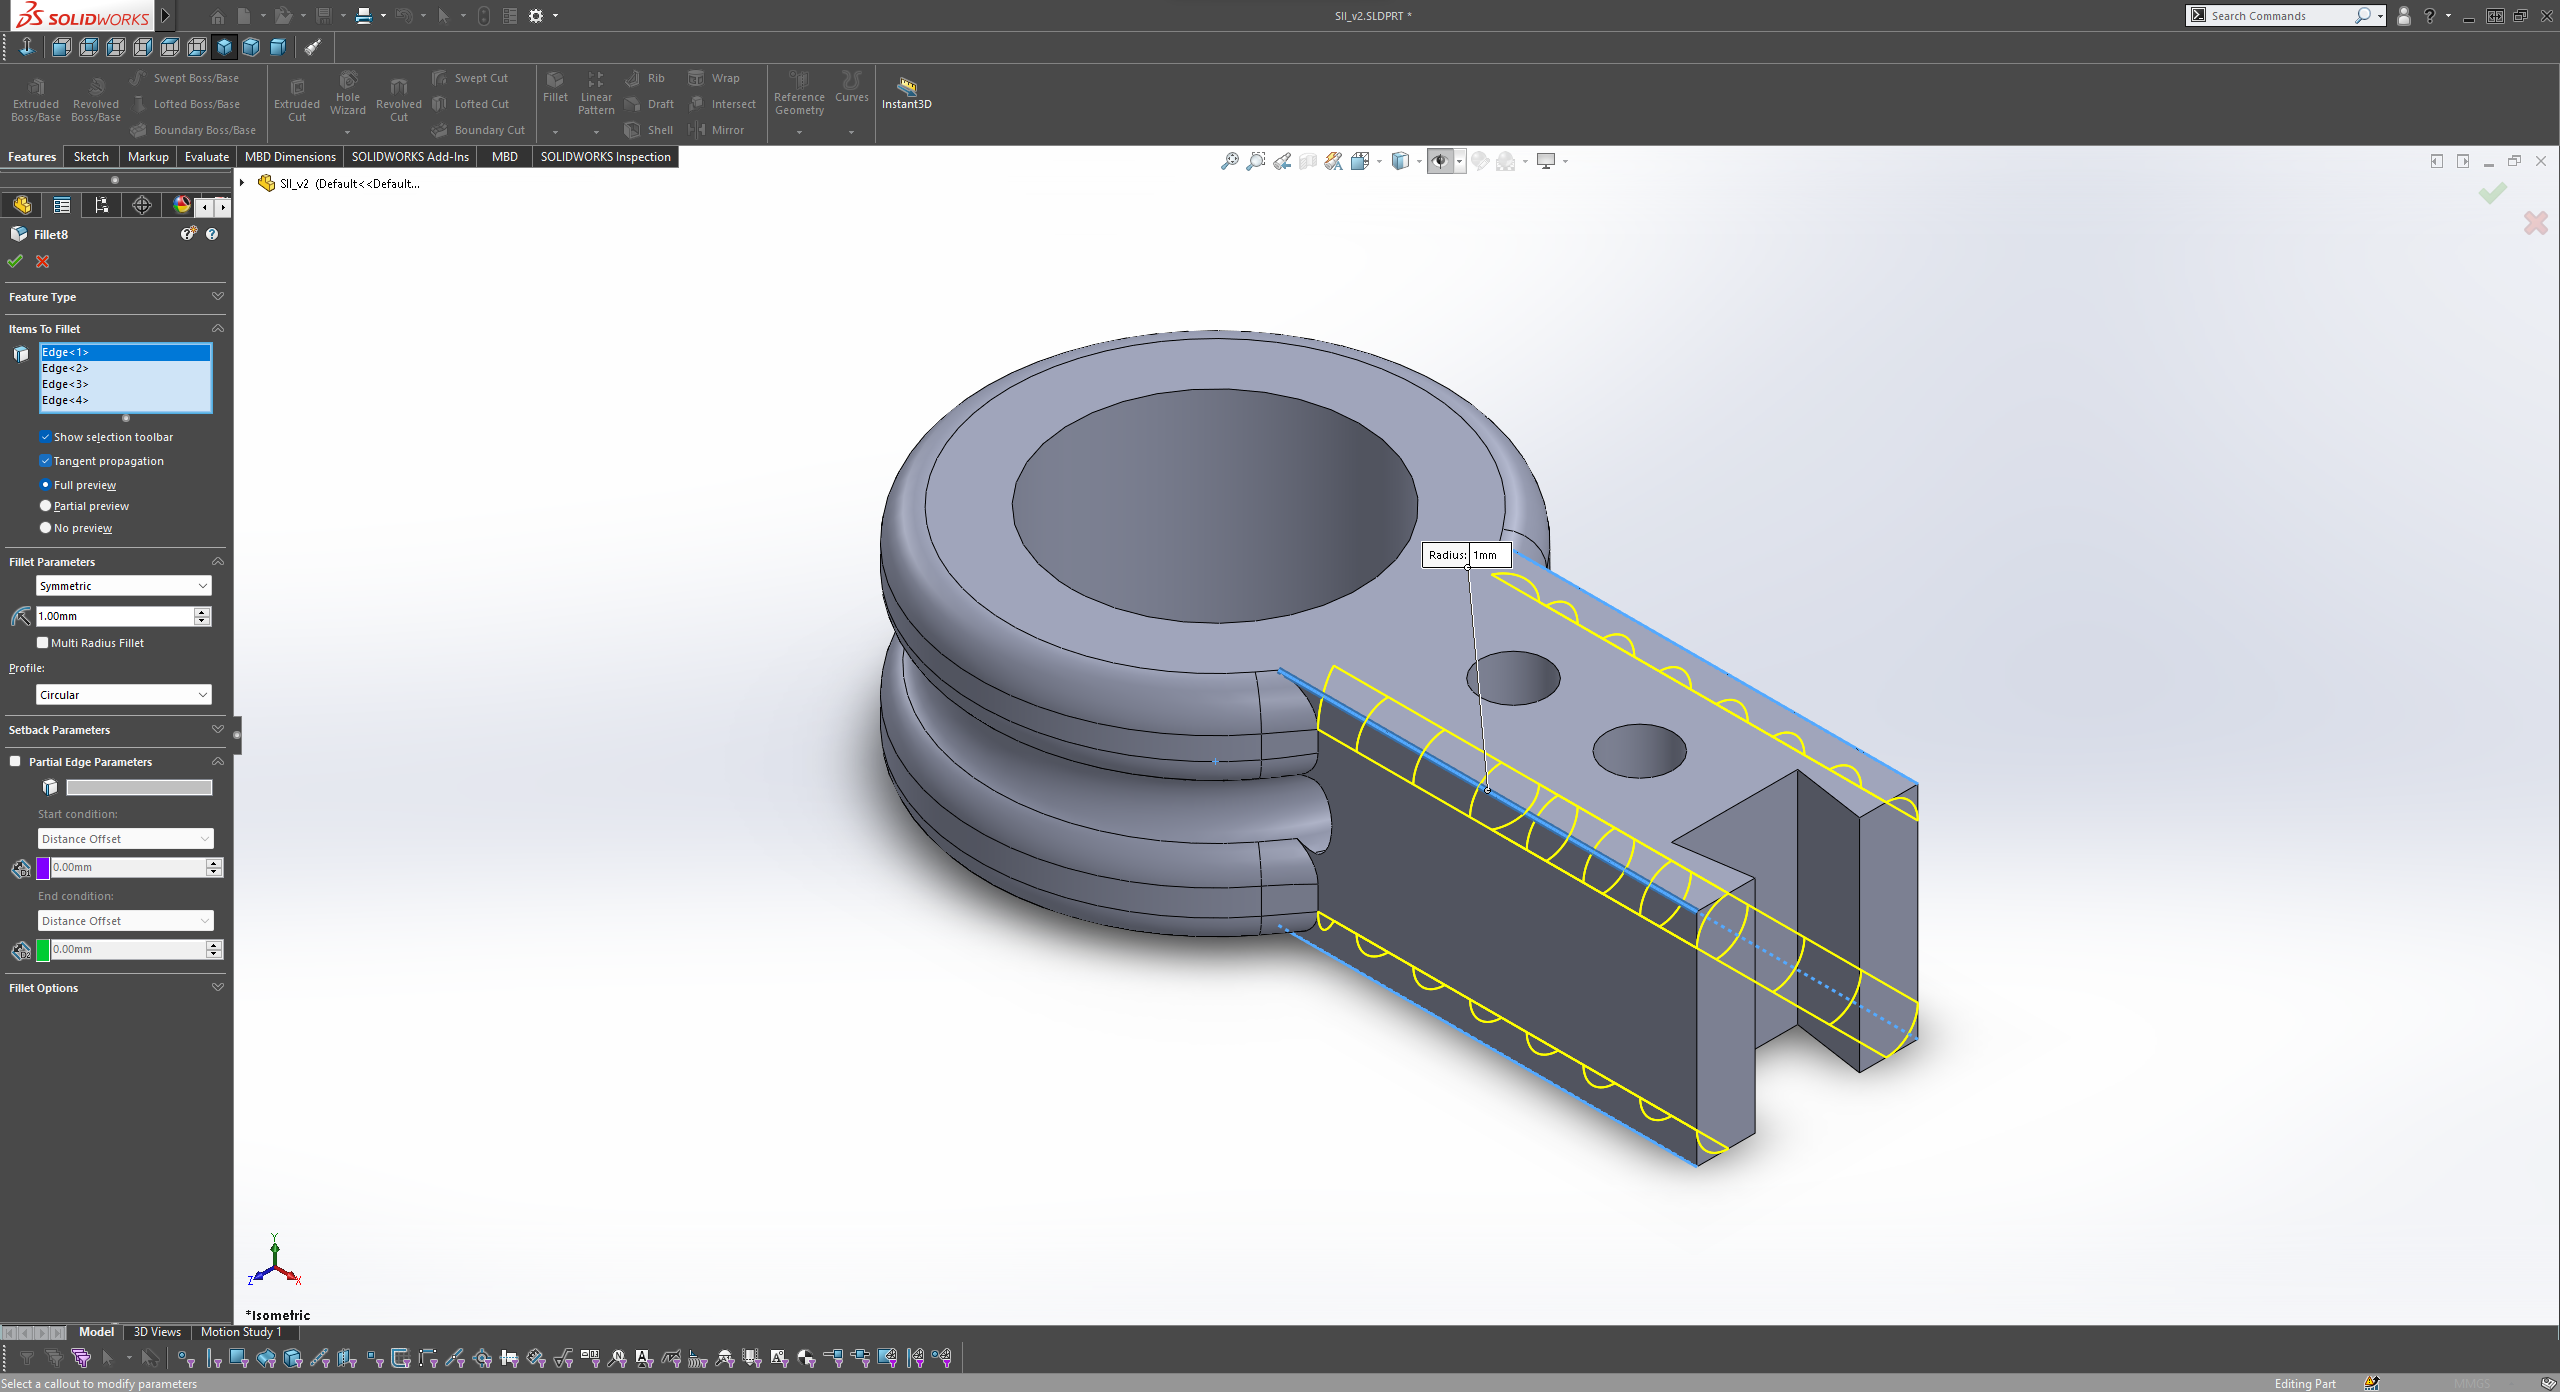 SOLIDWORKS
SII_v2.SLDPRT *
Search Commands
Extruded Boss/Base
Revolved Boss/Base
Swept Boss/Base
Lofted Boss/Base
Boundary Boss/Base
Extruded Cut
Hole Wizard
Revolved Cut
Swept Cut
Lofted Cut
Boundary Cut
Fillet
Linear Pattern
Rib
Draft
Shell
Wrap
Intersect
Mirror
Reference Geometry
Curves
Instant3D
Features Sketch Markup Evaluate MBD Dimensions SOLIDWORKS Add-Ins MBD SOLIDWORKS Inspection
SII_v2 (Default<<Default...
Fillet8
Feature Type
Items To Fillet
Edge<1>
Edge<2>
Edge<3>
Edge<4>
Show selection toolbar
Tangent propagation
Full preview
Partial preview
No preview
Fillet Parameters
Symmetric
1.00mm
Multi Radius Fillet
Profile:
Circular
Setback Parameters
Partial Edge Parameters
Start condition:
Distance Offset
0.00mm
End condition:
Distance Offset
0.00mm
Fillet Options
Radius: 1mm
Y
Z
X
*Isometric
Model 3D Views Motion Study 1
Select a callout to modify parameters
Editing Part
MMGS